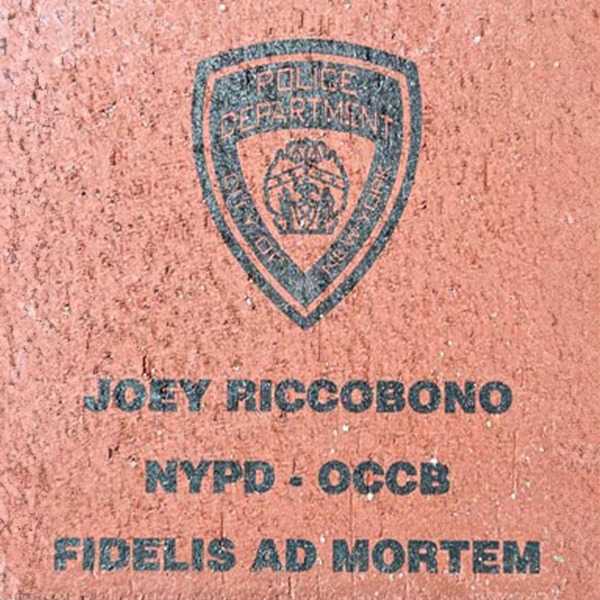 POLICE
DEPARTMENT
CITY OF
NEW YORK
JOEY RICCOBONO
NYPD - OCCB
FIDELIS AD MORTEM